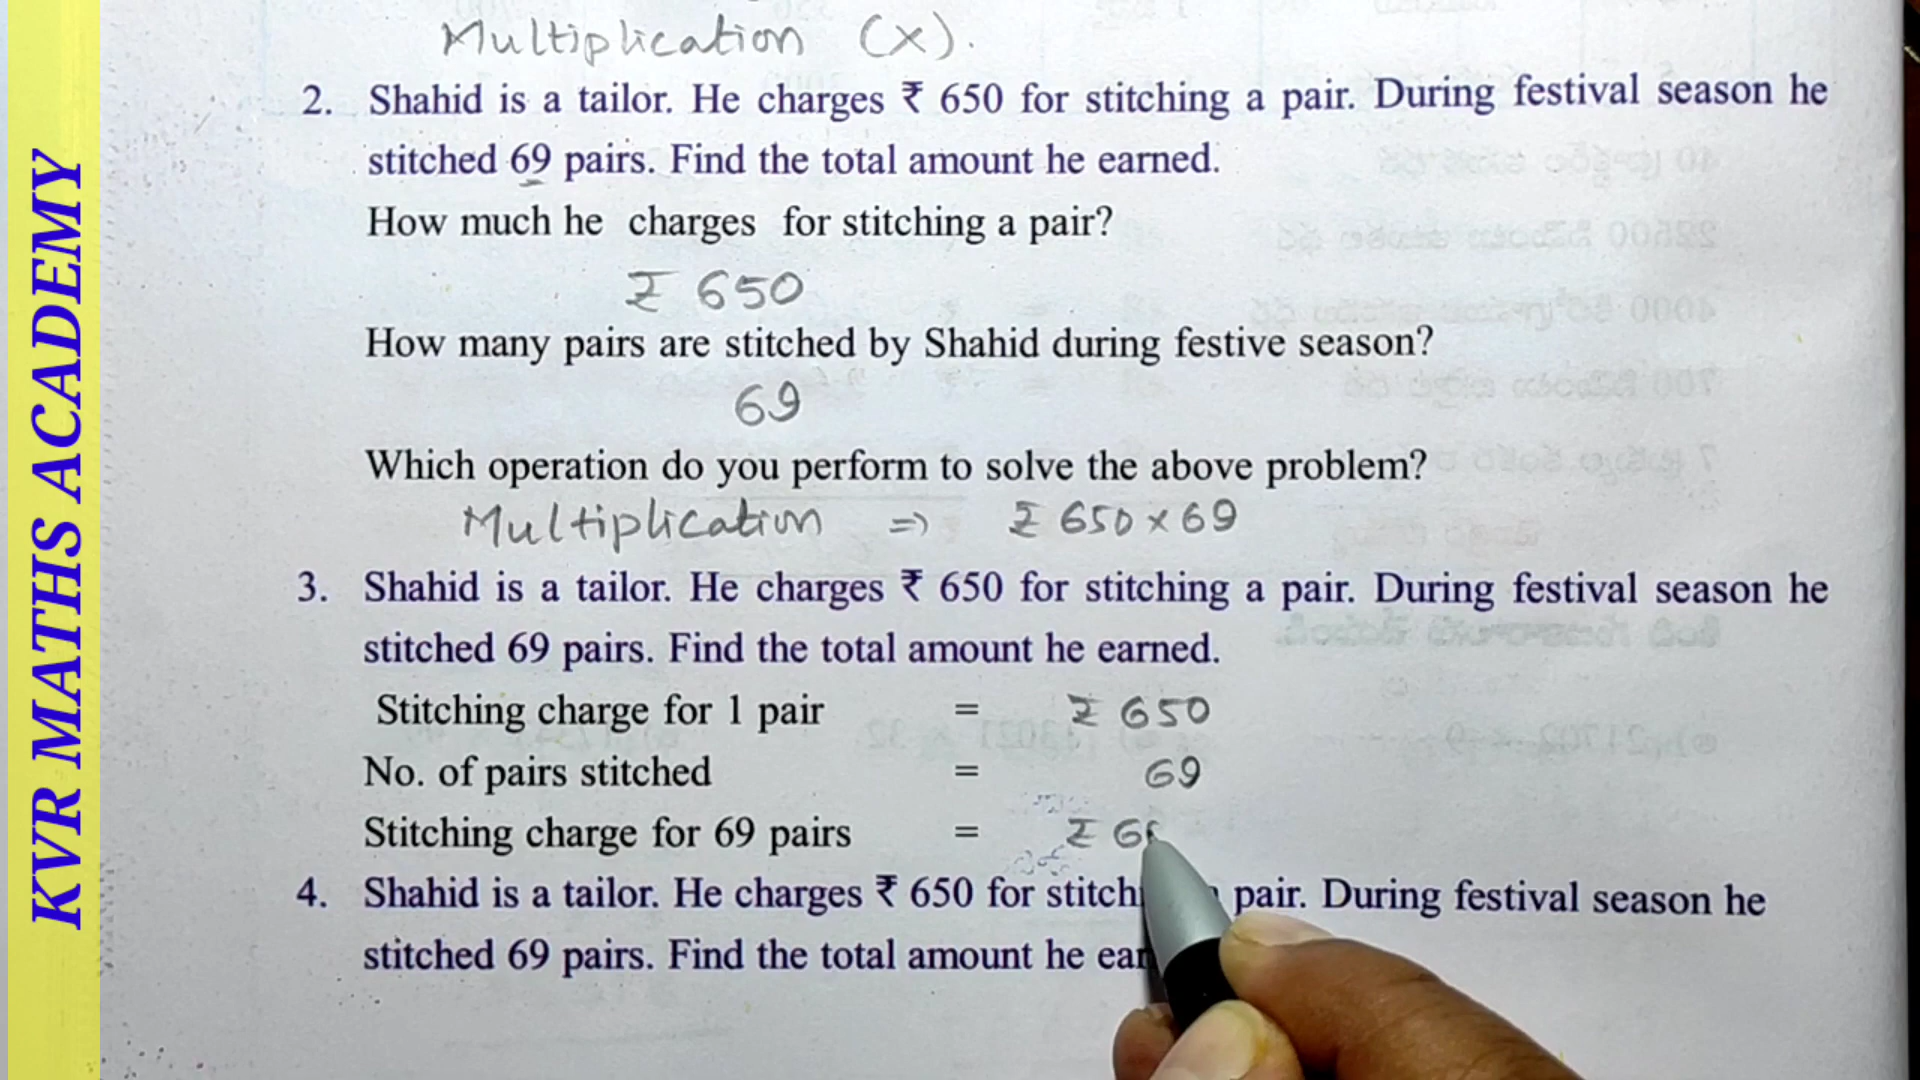 KVR MATHS ACADEMY
Multiplication (×).
2. Shahid is a tailor. He charges ₹ 650 for stitching a pair. During festival season he
stitched 69 pairs. Find the total amount he earned.
How much he charges for stitching a pair?
₹ 650
How many pairs are stitched by Shahid during festive season?
69
Which operation do you perform to solve the above problem?
Multiplication => ₹ 650 × 69
3. Shahid is a tailor. He charges ₹ 650 for stitching a pair. During festival season he
stitched 69 pairs. Find the total amount he earned.
Stitching charge for 1 pair = ₹ 650
No. of pairs stitched = 69
Stitching charge for 69 pairs = ₹
4. Shahid is a tailor. He charges ₹ 650 for pair. During festival season he
stitched 69 pairs. Find the total amount he